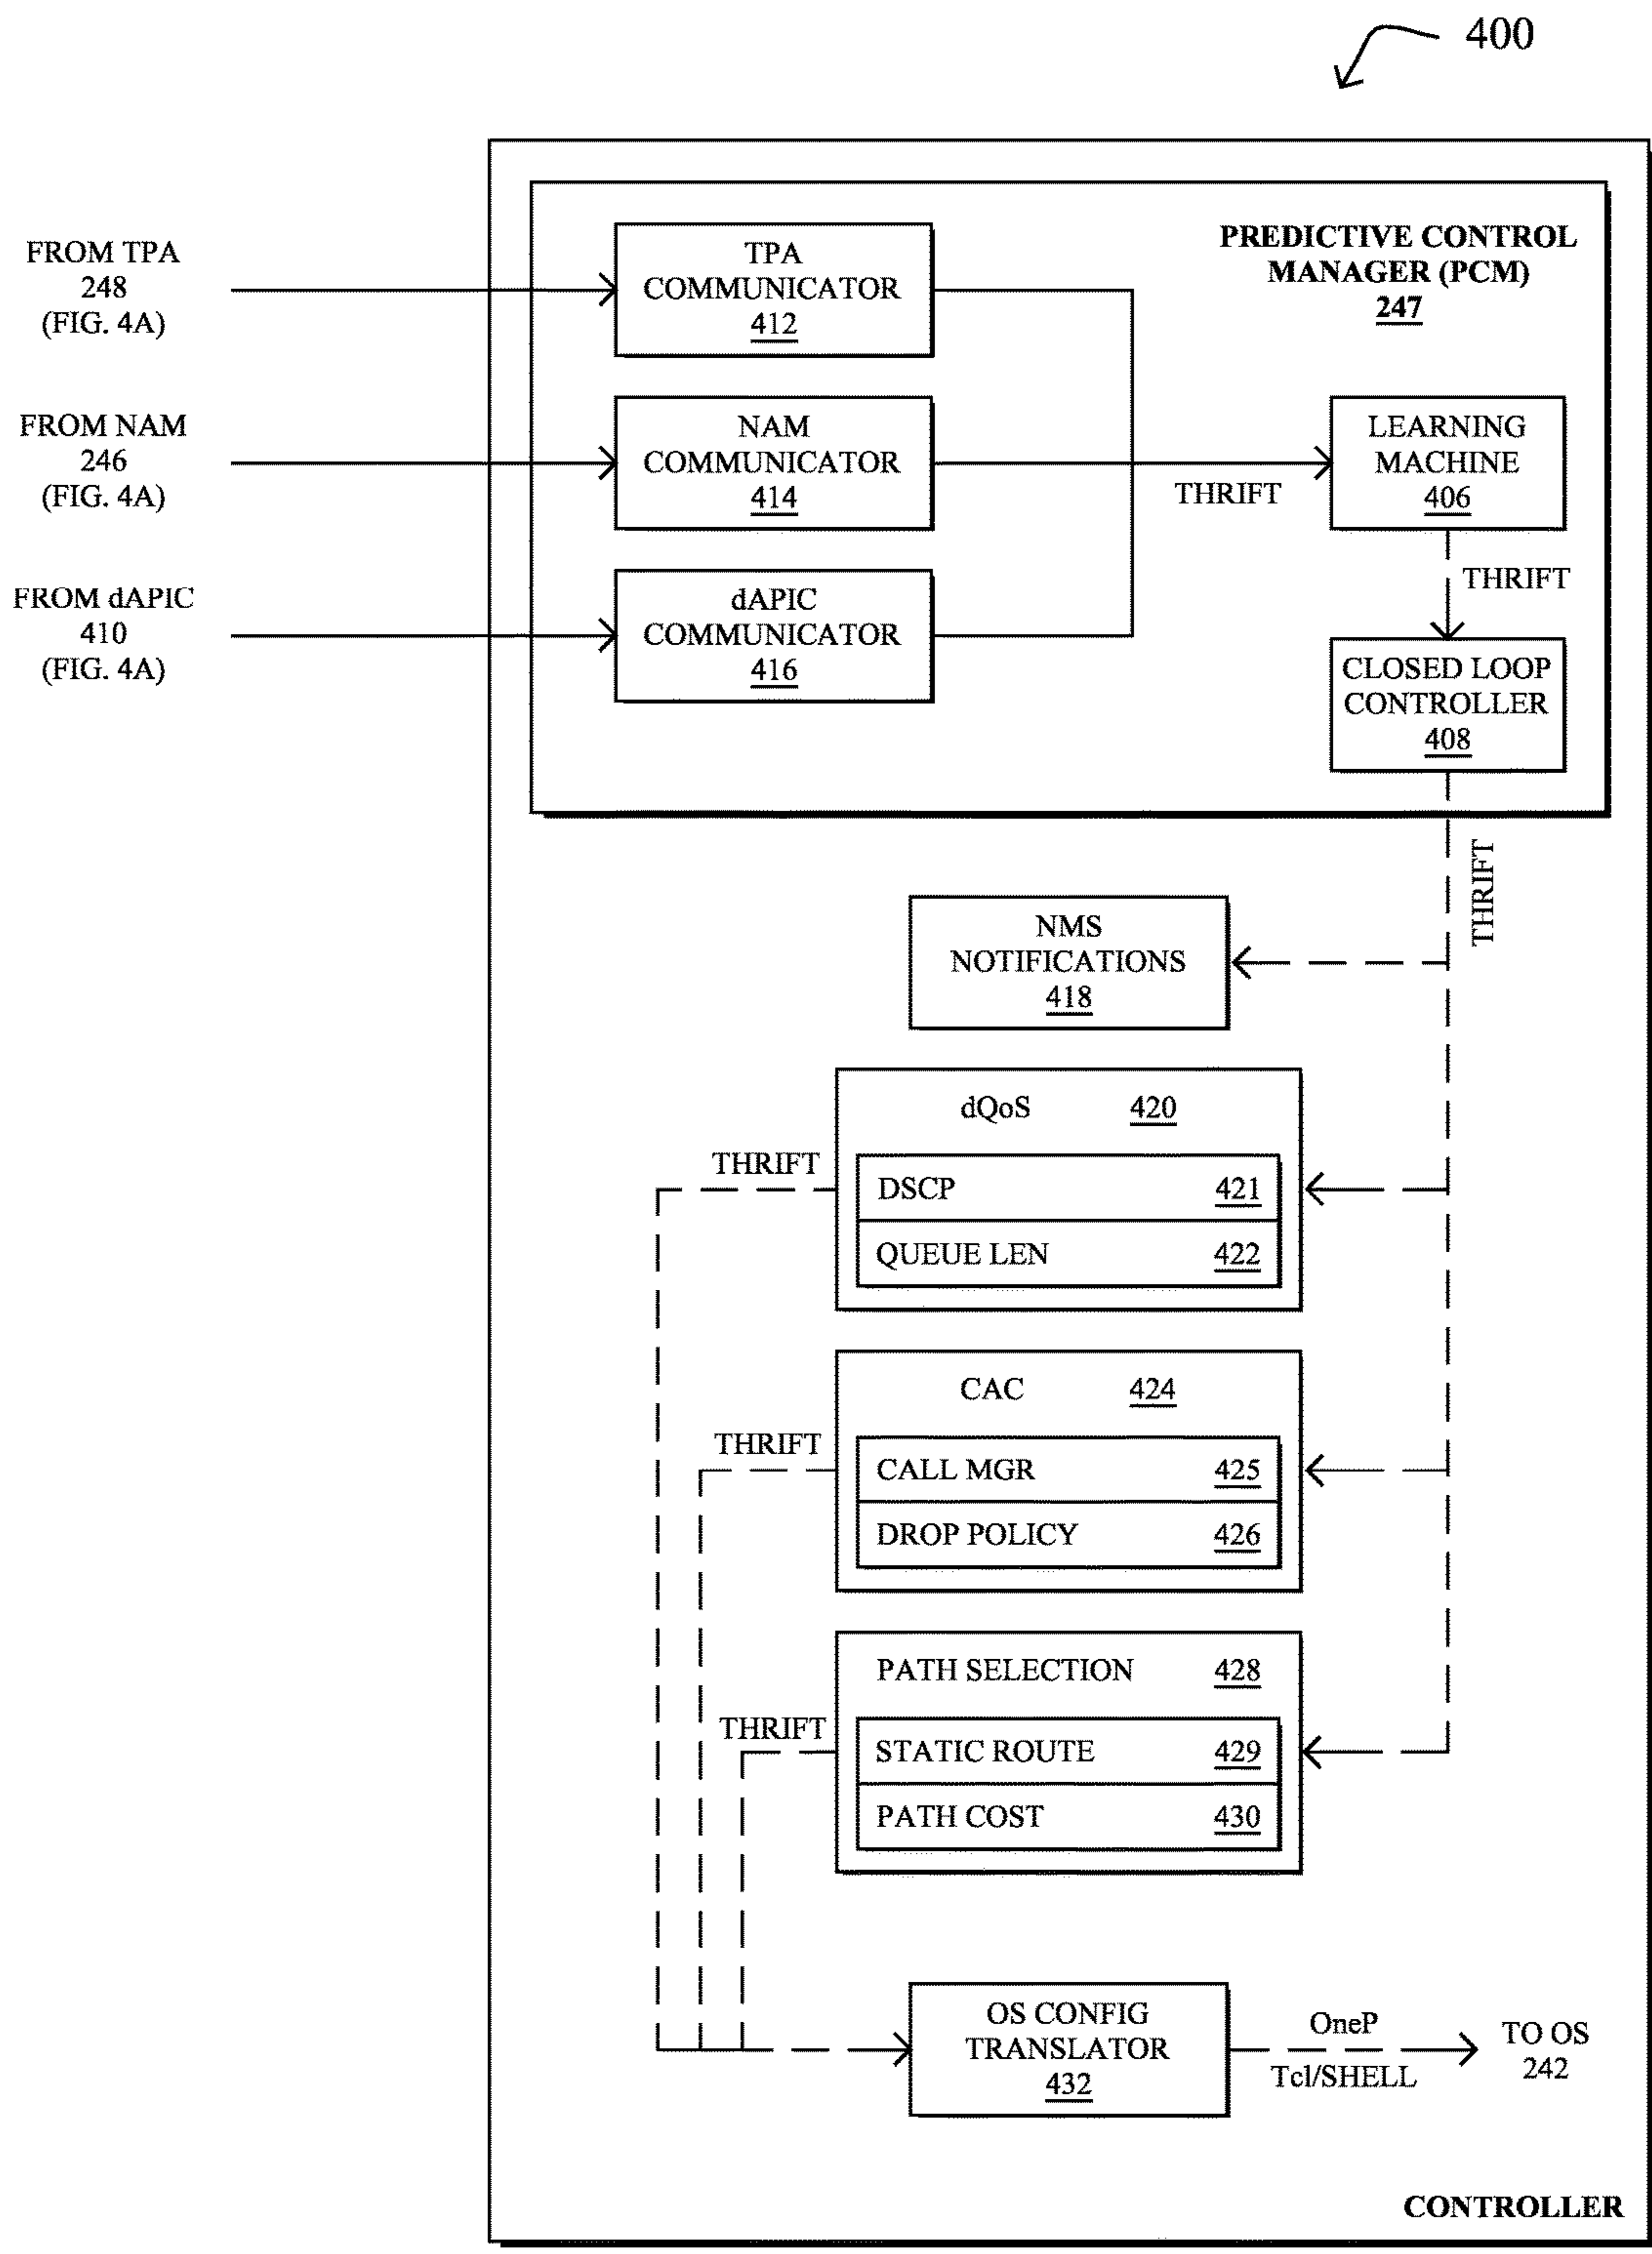 400
PREDICTIVE CONTROL
MANAGER (PCM)
247
FROM TPA
248
(FIG. 4A)
TPA
COMMUNICATOR
412
FROM NAM
246
(FIG. 4A)
NAM
COMMUNICATOR
414
THRIFT
LEARNING
MACHINE
406
THRIFT
FROM dAPIC
410
(FIG. 4A)
dAPIC
COMMUNICATOR
416
CLOSED LOOP
CONTROLLER
408
THRIFT
NMS
NOTIFICATIONS
418
dQoS 420
THRIFT
DSCP 421
QUEUE LEN 422
CAC 424
THRIFT
CALL MGR 425
DROP POLICY 426
PATH SELECTION 428
THRIFT
STATIC ROUTE 429
PATH COST 430
OS CONFIG
TRANSLATOR
432
OneP
Tcl/SHELL
TO OS
242
CONTROLLER